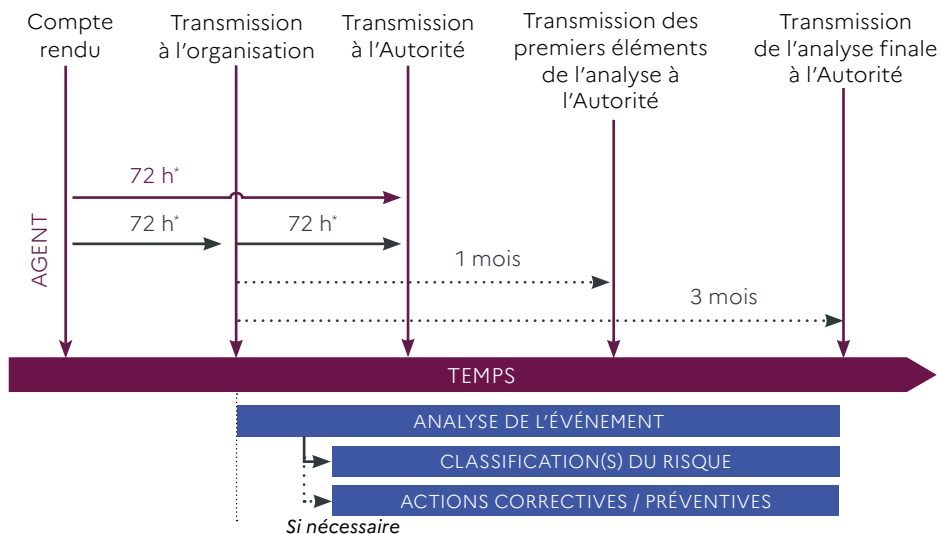 Compte
rendu
Transmission
à l'organisation
Transmission
à l'Autorité
Transmission des
premiers éléments
de l'analyse à
l'Autorité
Transmission
de l'analyse finale
à l'Autorité
AGENT
72 h*
72 h*
72 h*
1 mois
3 mois
TEMPS
ANALYSE DE L'ÉVÉNEMENT
CLASSIFICATION(S) DU RISQUE
ACTIONS CORRECTIVES / PRÉVENTIVES
Si nécessaire